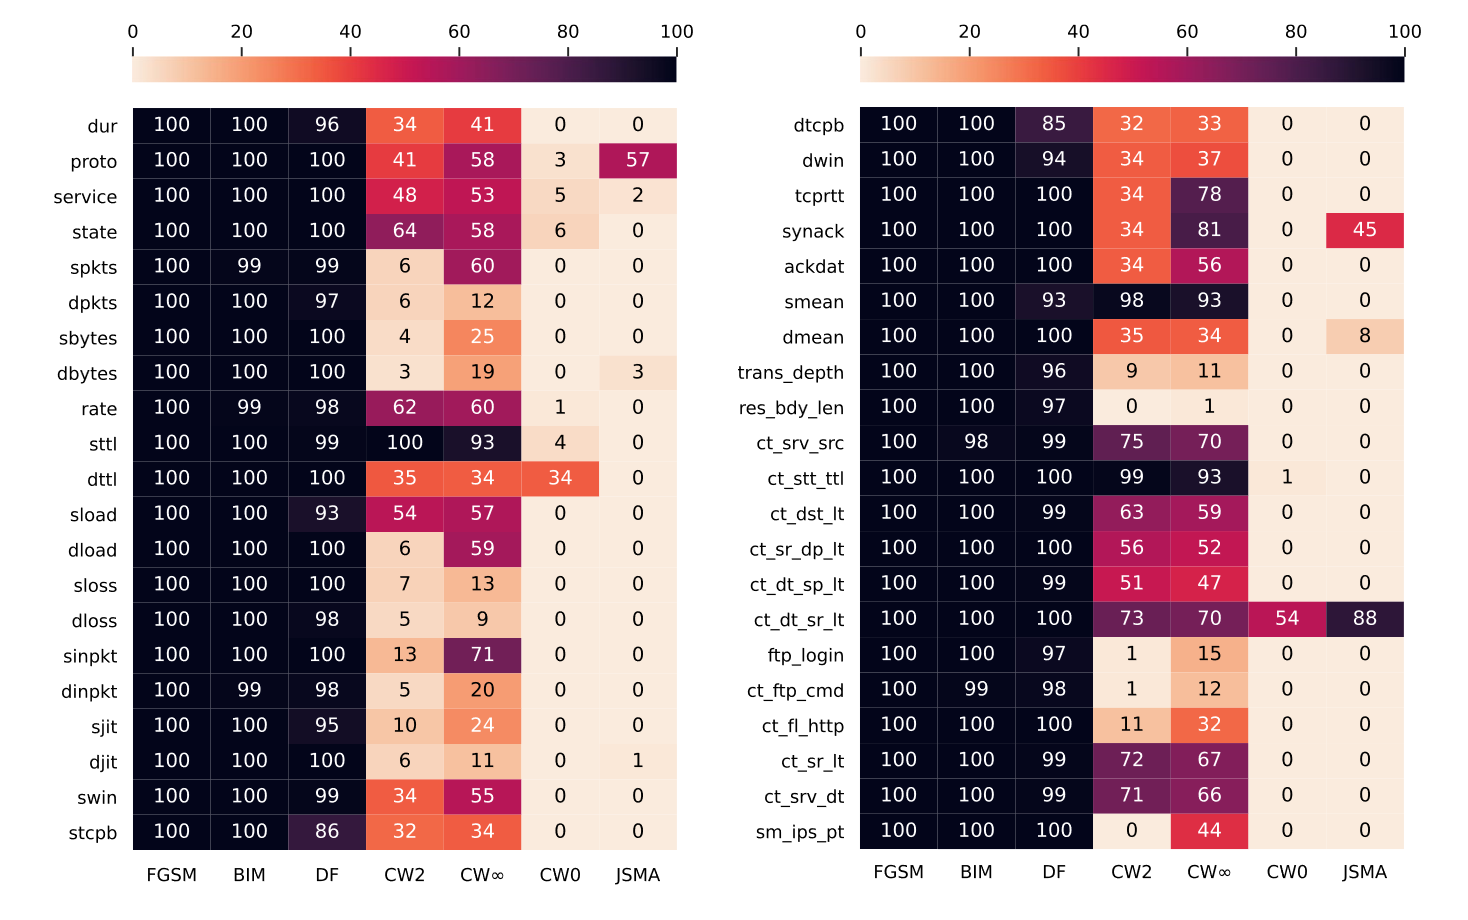 0 20 40 60 80 100
dur 100 100 96 34 41 0 0
proto 100 100 100 41 58 3 57
service 100 100 100 48 53 5 2
state 100 100 100 64 58 6 0
spkts 100 99 99 6 60 0 0
dpkts 100 100 97 6 12 0 0
sbytes 100 100 100 4 25 0 0
dbytes 100 100 100 3 19 0 3
rate 100 99 98 62 60 1 0
sttl 100 100 99 100 93 4 0
dttl 100 100 100 35 34 34 0
sload 100 100 93 54 57 0 0
dload 100 100 100 6 59 0 0
sloss 100 100 100 7 13 0 0
dloss 100 100 98 5 9 0 0
sinpkt 100 100 100 13 71 0 0
dinpkt 100 99 98 5 20 0 0
sjit 100 100 95 10 24 0 0
djit 100 100 100 6 11 0 1
swin 100 100 99 34 55 0 0
stcpb 100 100 86 32 34 0 0
FGSM BIM DF CW2 CW∞ CW0 JSMA
0 20 40 60 80 100
dtcpb 100 100 85 32 33 0 0
dwin 100 100 94 34 37 0 0
tcprtt 100 100 100 34 78 0 0
synack 100 100 100 34 81 0 45
ackdat 100 100 100 34 56 0 0
smean 100 100 93 98 93 0 0
dmean 100 100 100 35 34 0 8
trans_depth 100 100 96 9 11 0 0
res_bdy_len 100 100 97 0 1 0 0
ct_srv_src 100 98 99 75 70 0 0
ct_stt_ttl 100 100 100 99 93 1 0
ct_dst_lt 100 100 99 63 59 0 0
ct_sr_dp_lt 100 100 100 56 52 0 0
ct_dt_sp_lt 100 100 99 51 47 0 0
ct_dt_sr_lt 100 100 100 73 70 54 88
ftp_login 100 100 97 1 15 0 0
ct_ftp_cmd 100 99 98 1 12 0 0
ct_fl_http 100 100 100 11 32 0 0
ct_sr_lt 100 100 99 72 67 0 0
ct_srv_dt 100 100 99 71 66 0 0
sm_ips_pt 100 100 100 0 44 0 0
FGSM BIM DF CW2 CW∞ CW0 JSMA